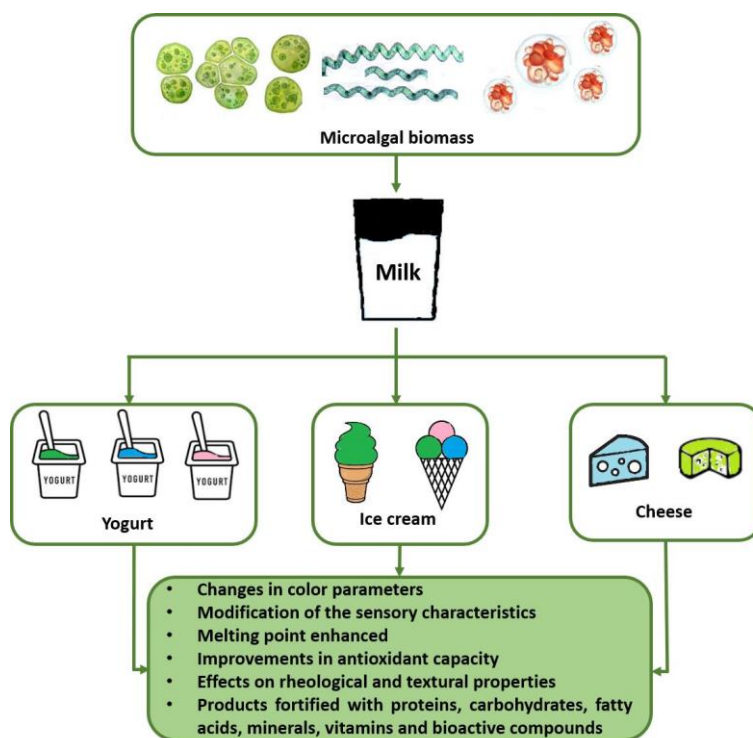 Microalgal biomass
Milk
YOGURT
YOGURT
YOGURT
Yogurt
Ice cream
Cheese
• Changes in color parameters
• Modification of the sensory characteristics
• Melting point enhanced
• Improvements in antioxidant capacity
• Effects on rheological and textural properties
• Products fortified with proteins, carbohydrates, fatty
acids, minerals, vitamins and bioactive compounds